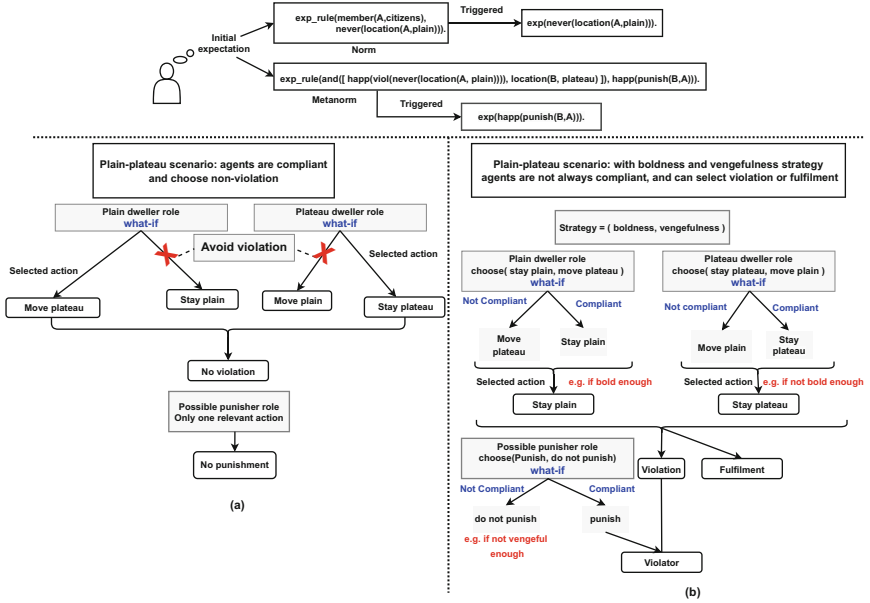 Initial
expectation
exp_rule(member(A,citizens),
never(location(A,plain))).
Norm
Triggered
exp(never(location(A,plain))).
exp_rule(and([ happ(viol(never(location(A, plain)))), location(B, plateau) ]), happ(punish(B,A))).
Metanorm
Triggered
exp(happ(punish(B,A))).
Plain-plateau scenario: agents are compliant
and choose non-violation
Plain dweller role
what-if
Plateau dweller role
what-if
Avoid violation
Selected action
Selected action
Move plateau
Stay plain
Move plain
Stay plateau
No violation
Possible punisher role
Only one relevant action
No punishment
(a)
Plain-plateau scenario: with boldness and vengefulness strategy
agents are not always compliant, and can select violation or fulfilment
Strategy = ( boldness, vengefulness )
Plain dweller role
choose( stay plain, move plateau )
what-if
Plateau dweller role
choose( stay plateau, move plain )
what-if
Not Compliant
Compliant
Not compliant
Compliant
Move
plateau
Stay plain
Move plain
Stay
plateau
Selected action
e.g. if bold enough
Selected action
e.g. if not bold enough
Stay plain
Stay plateau
Possible punisher role
choose(Punish, do not punish)
what-if
Violation
Fulfilment
Not Compliant
Compliant
do not punish
punish
e.g. if not vengeful
enough
Violator
(b)